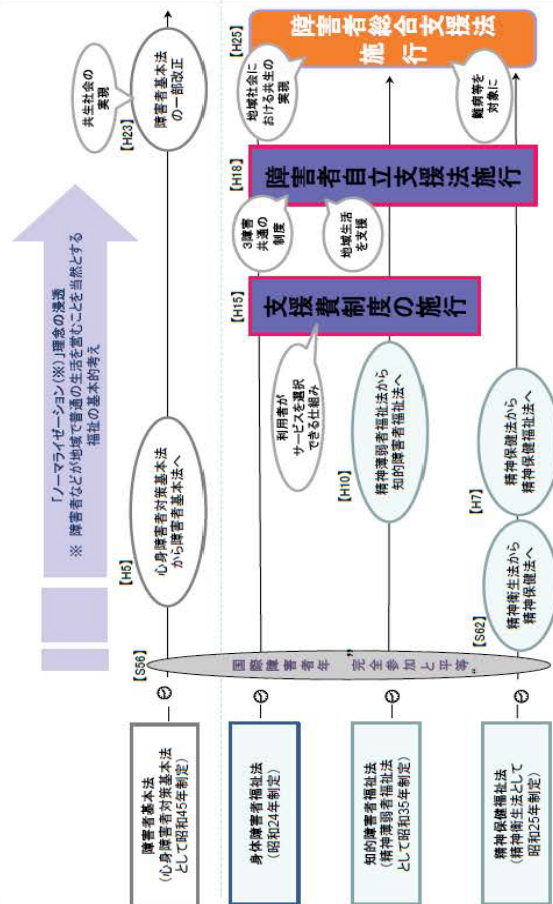 「ノーマライゼーション(※)」理念の浸透
※ 障害者などが地域で普通の生活を営むことを当然とする
福祉の基本的考え
障害者基本法
(心身障害者対策基本法
として昭和45年制定)
【S56】
国際障害者年
"完全参加と平等"
【H5】
心身障害者対策基本法
から障害者基本法へ
共生社会の
実現
【H23】
障害者基本法
の一部改正
身体障害者福祉法
(昭和24年制定)
利用者が
サービスを選択
できる仕組み
【H15】
支援費制度の施行
3障害
共通の
制度
地域生活
を支援
【H18】
障害者自立支援法施行
地域社会に
おける共生の
実現
難病等を
対象に
【H25】
障害者総合支援法
施行
知的障害者福祉法
(精神薄弱者福祉法
として昭和35年制定)
【H10】
精神薄弱者福祉法から
知的障害者福祉法へ
精神保健福祉法
(精神衛生法として
昭和25年制定)
【S62】
精神衛生法から
精神保健法へ
【H7】
精神保健法から
精神保健福祉法へ